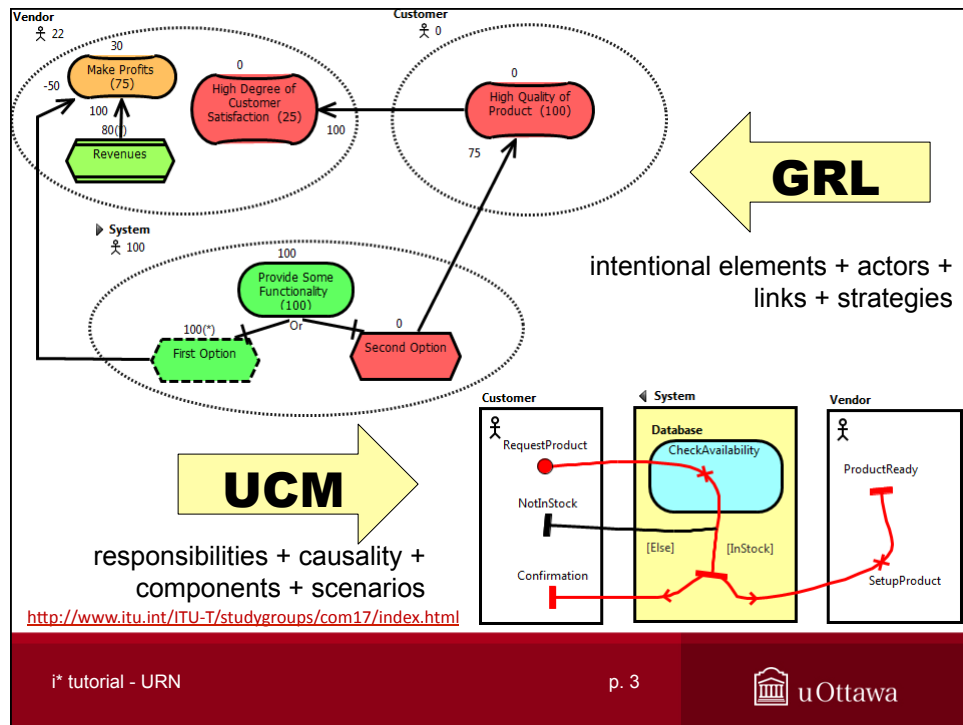 Vendor
22
30
Make Profits
(75)
-50
100
80(*)
Revenues
0
High Degree of
Customer
Satisfaction (25)
100
Customer
0
0
High Quality of
Product (100)
75
GRL
intentional elements + actors +
links + strategies
System
100
100
Provide Some
Functionality
(100)
Or
100(*)
First Option
0
Second Option
UCM
responsibilities + causality +
components + scenarios
http://www.itu.int/ITU-T/studygroups/com17/index.html
Customer
RequestProduct
NotInStock
Confirmation
System
Database
CheckAvailability
[Else]
[InStock]
Vendor
ProductReady
SetupProduct
i* tutorial - URN
p. 3
uOttawa